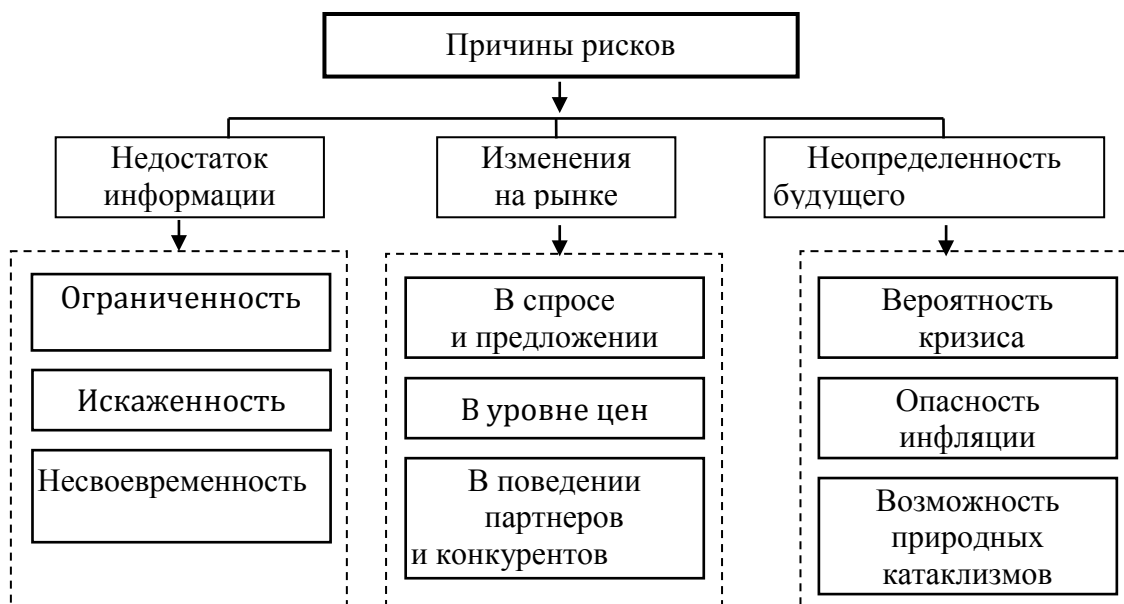 Причины рисков
Недостаток
информации
Изменения
на рынке
Неопределенность
будущего
Ограниченность
Искаженность
Несвоевременность
В спросе
и предложении
В уровне цен
В поведении
партнеров
и конкурентов
Вероятность
кризиса
Опасность
инфляции
Возможность
природных
катаклизмов